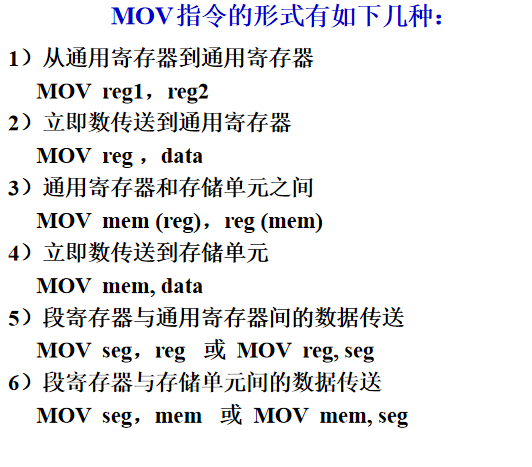 MOV指令的形式有如下几种：
1）从通用寄存器到通用寄存器
MOV reg1，reg2
2）立即数传送到通用寄存器
MOV reg ，data
3）通用寄存器和存储单元之间
MOV mem (reg)，reg (mem)
4）立即数传送到存储单元
MOV mem, data
5）段寄存器与通用寄存器间的数据传送
MOV seg，reg 或 MOV reg, seg
6）段寄存器与存储单元间的数据传送
MOV seg，mem 或 MOV mem, seg